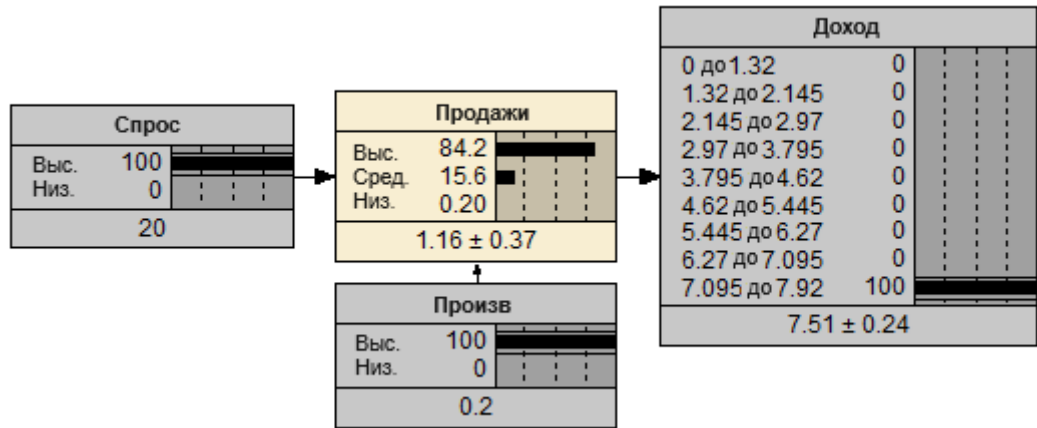 Спрос
Выс. 100
Низ. 0
20
Продажи
Выс. 84.2
Сред. 15.6
Низ. 0.20
1.16 ± 0.37
Произв
Выс. 100
Низ. 0
0.2
Доход
0 до 1.32 0
1.32 до 2.145 0
2.145 до 2.97 0
2.97 до 3.795 0
3.795 до 4.62 0
4.62 до 5.445 0
5.445 до 6.27 0
6.27 до 7.095 0
7.095 до 7.92 100
7.51 ± 0.24